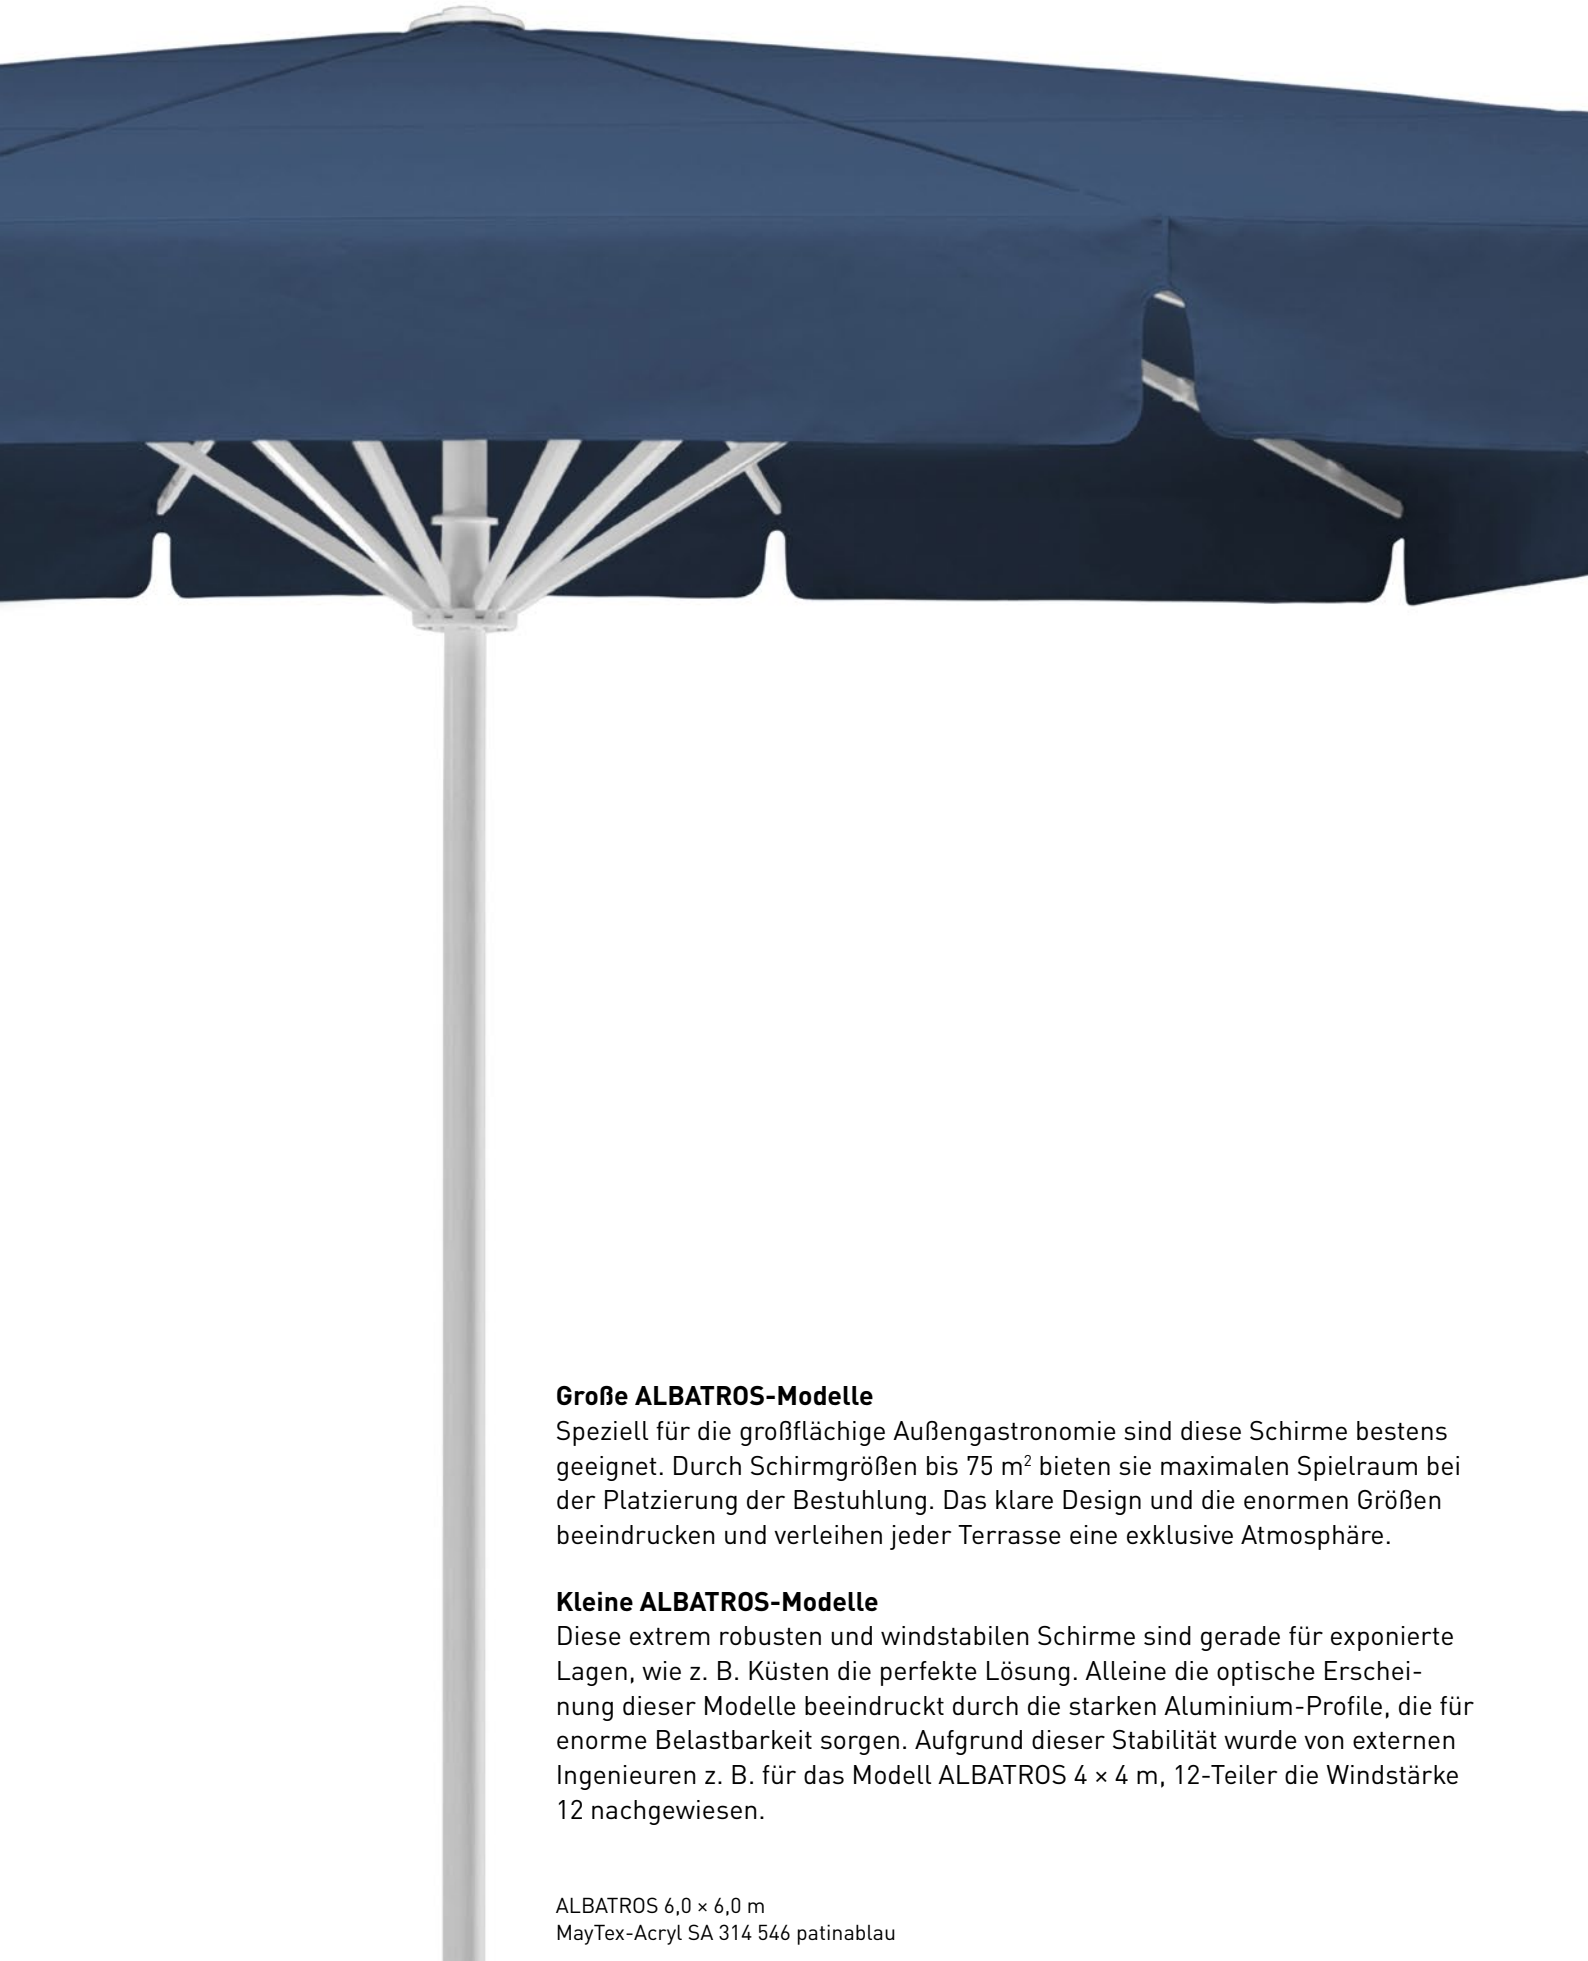 Große ALBATROS-Modelle
Speziell für die großflächige Außengastronomie sind diese Schirme bestens
geeignet. Durch Schirmgrößen bis 75 m² bieten sie maximalen Spielraum bei
der Platzierung der Bestuhlung. Das klare Design und die enormen Größen
beeindrucken und verleihen jeder Terrasse eine exklusive Atmosphäre.
Kleine ALBATROS-Modelle
Diese extrem robusten und windstabilen Schirme sind gerade für exponierte
Lagen, wie z. B. Küsten die perfekte Lösung. Alleine die optische Erschei-
nung dieser Modelle beeindruckt durch die starken Aluminium-Profile, die für
enorme Belastbarkeit sorgen. Aufgrund dieser Stabilität wurde von externen
Ingenieuren z. B. für das Modell ALBATROS 4 × 4 m, 12-Teiler die Windstärke
12 nachgewiesen.
ALBATROS 6,0 × 6,0 m
MayTex-Acryl SA 314 546 patinablau